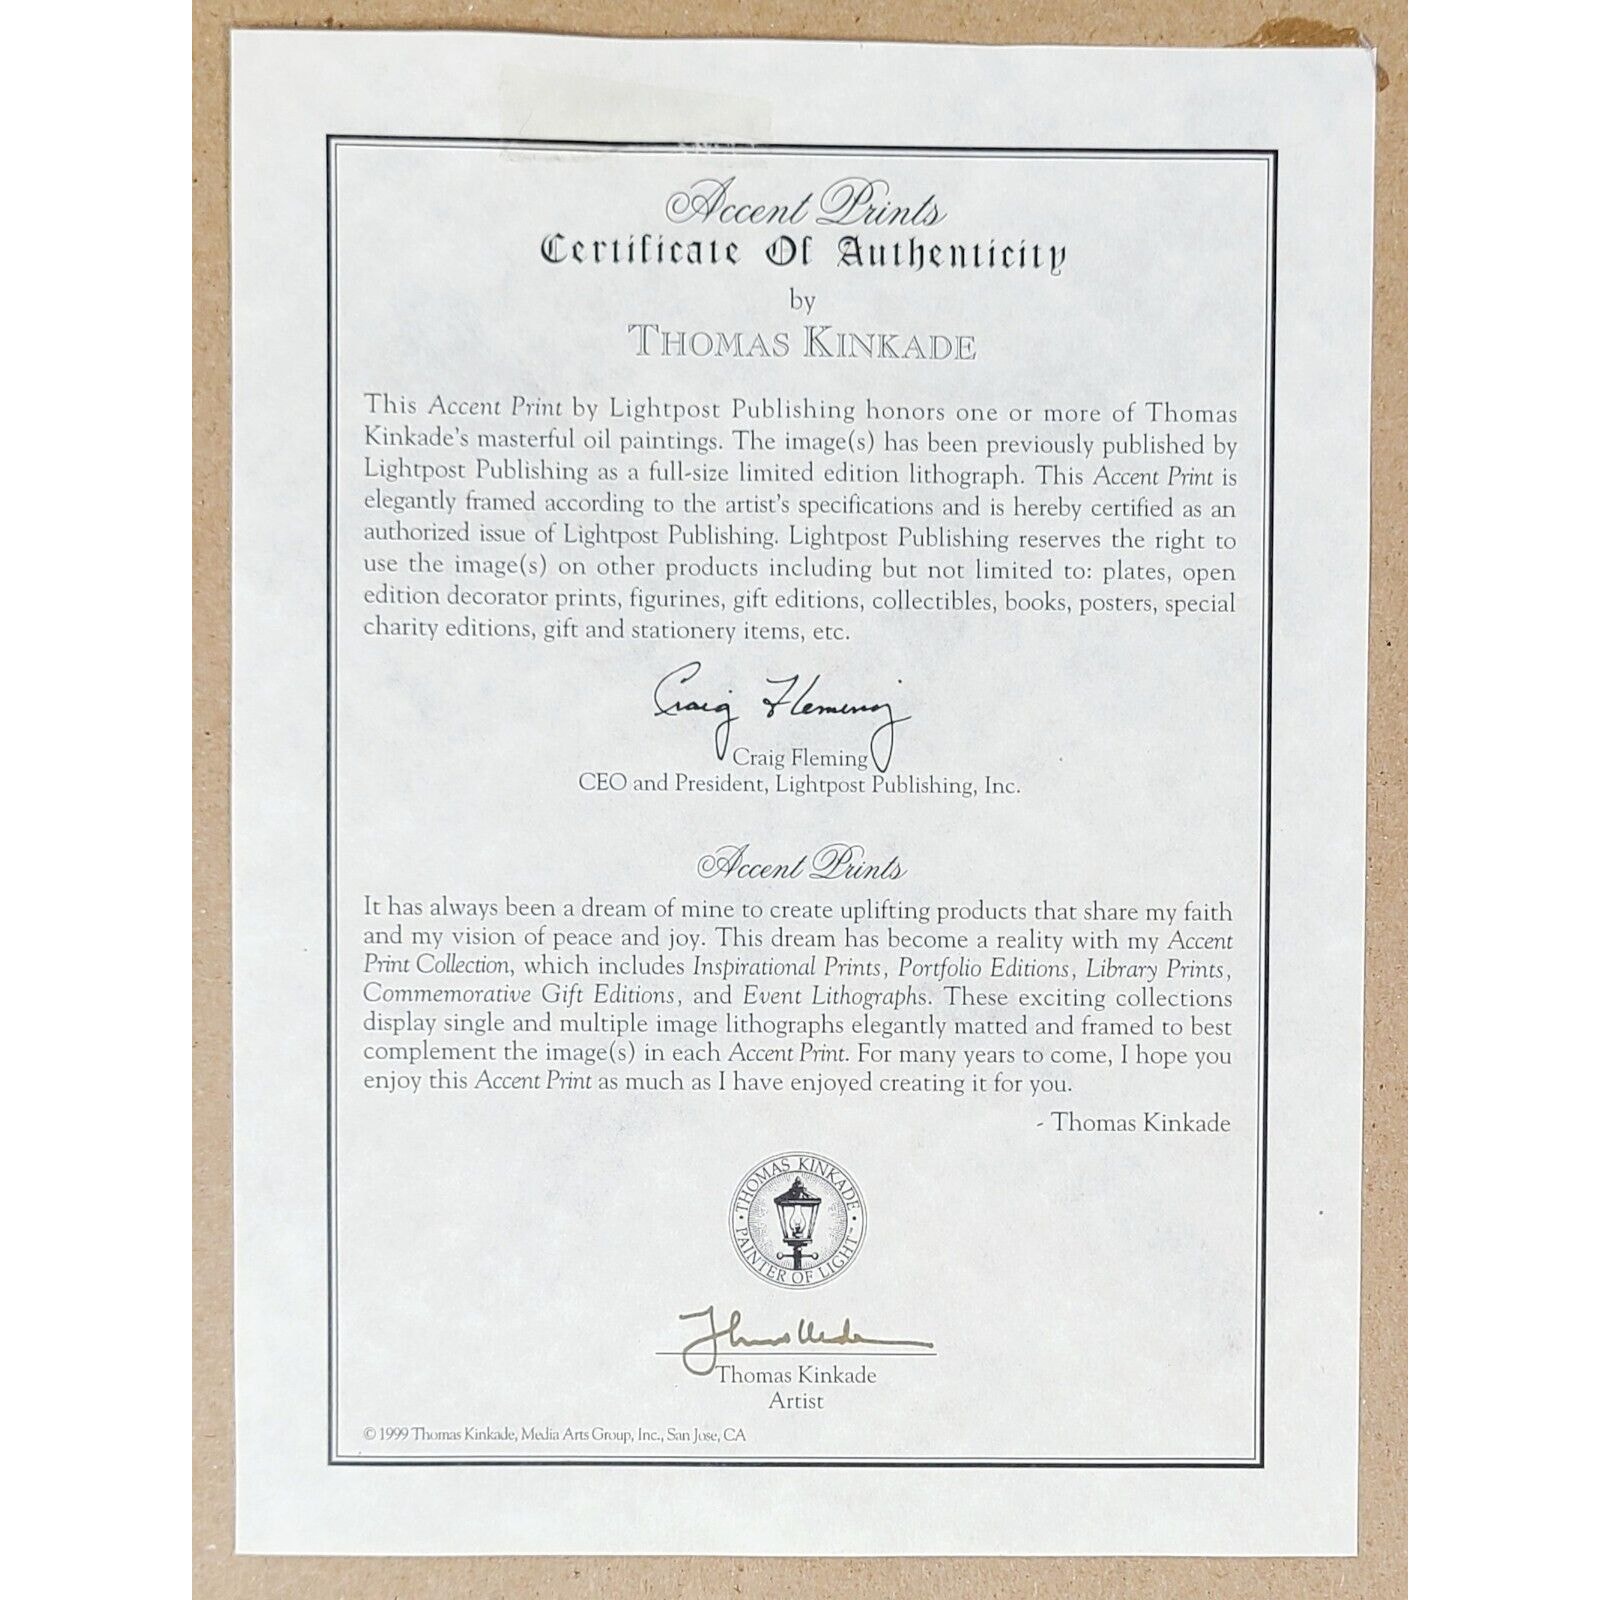 Accent Prints
Certificate Of Authenticity
by
THOMAS KINKADE
This Accent Print by Lightpost Publishing honors one or more of Thomas
Kinkade's masterful oil paintings. The image(s) has been previously published by
Lightpost Publishing as a full-size limited edition lithograph. This Accent Print is
elegantly framed according to the artist's specifications and is hereby certified as an
authorized issue of Lightpost Publishing. Lightpost Publishing reserves the right to
use the image(s) on other products including but not limited to: plates, open
edition decorator prints, figurines, gift editions, collectibles, books, posters, special
charity editions, gift and stationery items, etc.
Craig Fleming
Craig Fleming
CEO and President, Lightpost Publishing, Inc.
Accent Prints
It has always been a dream of mine to create uplifting products that share my faith
and my vision of peace and joy. This dream has become a reality with my Accent
Print Collection, which includes Inspirational Prints, Portfolio Editions, Library Prints,
Commemorative Gift Editions, and Event Lithographs. These exciting collections
display single and multiple image lithographs elegantly matted and framed to best
complement the image(s) in each Accent Print. For many years to come, I hope you
enjoy this Accent Print as much as I have enjoyed creating it for you.
- Thomas Kinkade
• THOMAS KINKADE •
PAINTER OF LIGHT™
Thomas Kinkade
Thomas Kinkade
Artist
© 1999 Thomas Kinkade, Media Arts Group, Inc., San Jose, CA